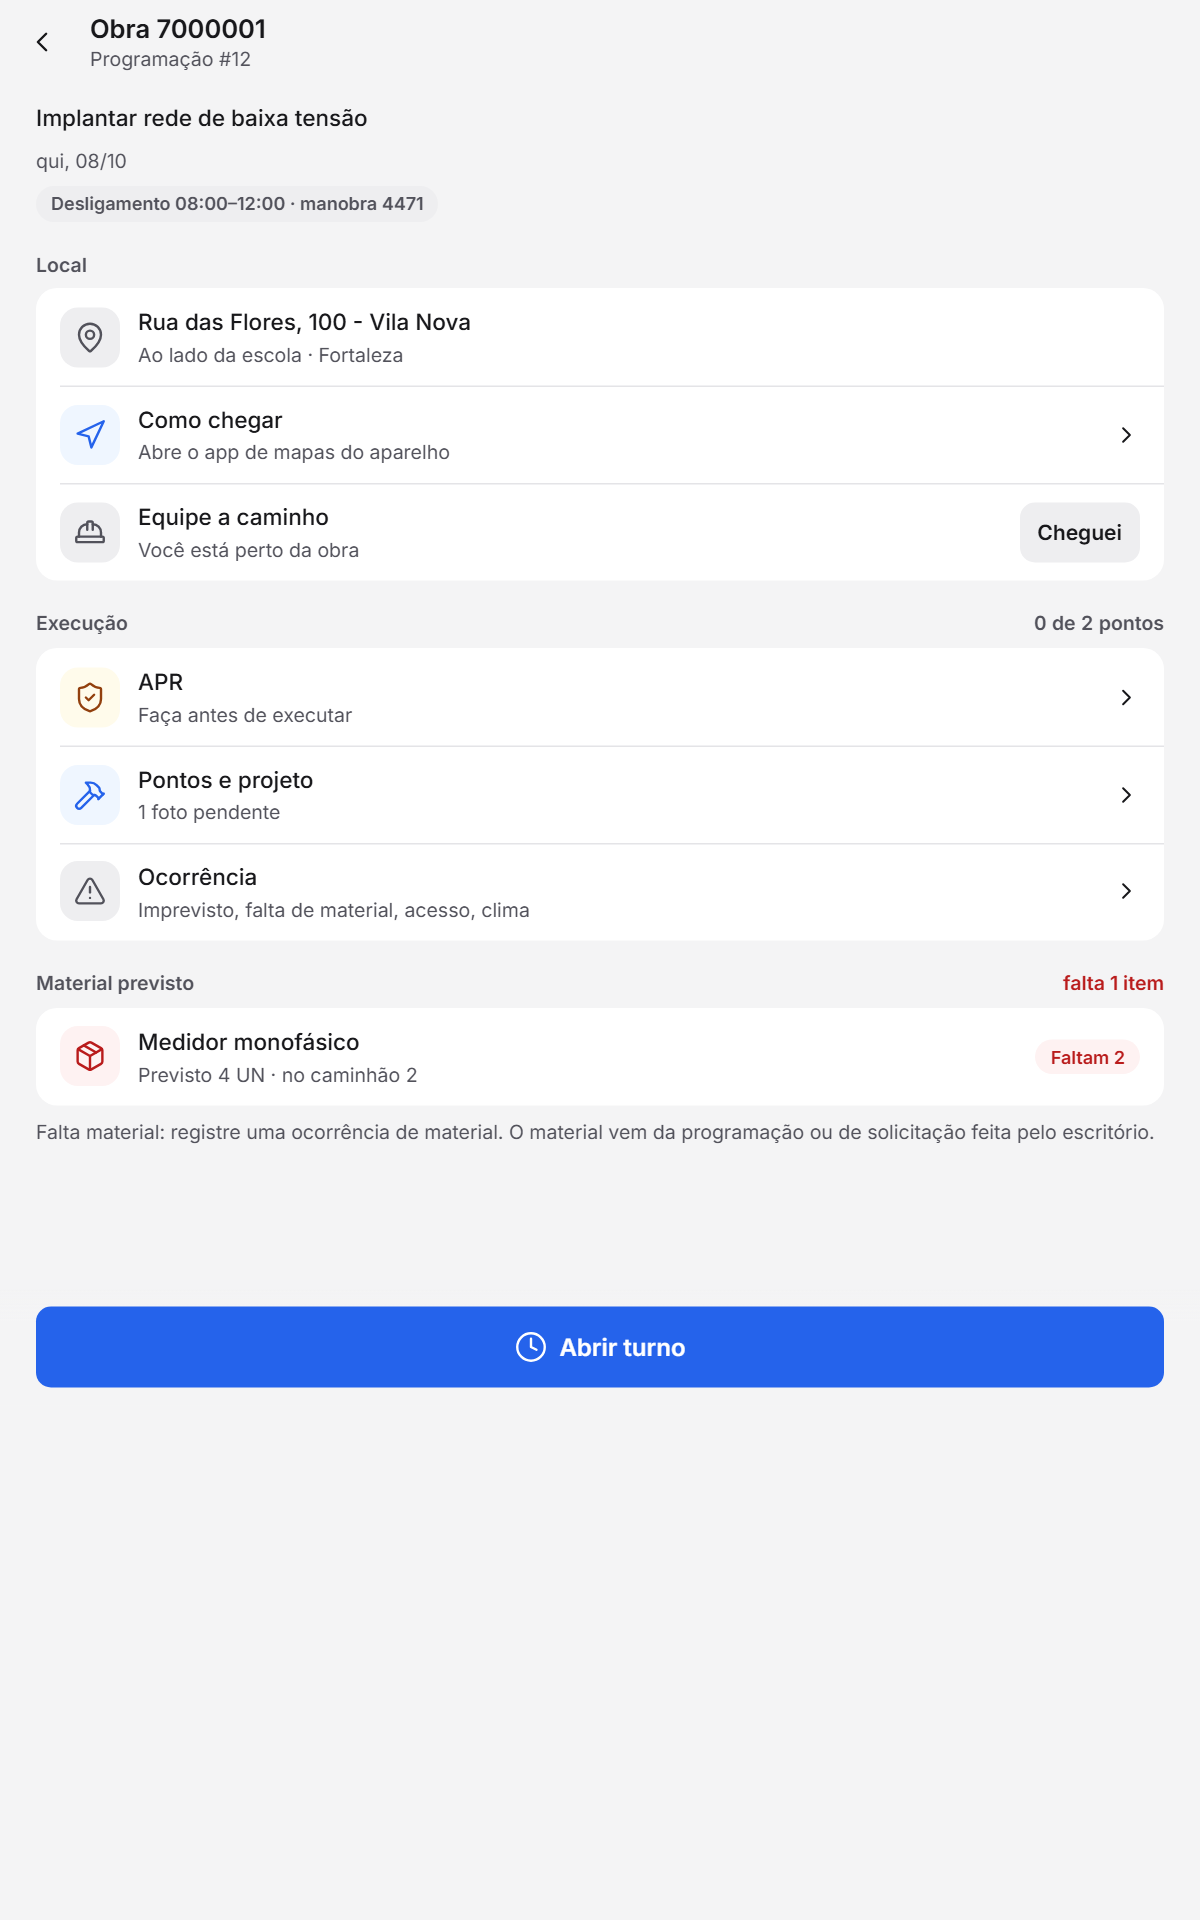 Obra 7000001
Programação #12
Implantar rede de baixa tensão
qui, 08/10
Desligamento 08:00–12:00 · manobra 4471
Local
Rua das Flores, 100 - Vila Nova
Ao lado da escola · Fortaleza
Como chegar
Abre o app de mapas do aparelho
Equipe a caminho
Você está perto da obra
Cheguei
Execução
0 de 2 pontos
APR
Faça antes de executar
Pontos e projeto
1 foto pendente
Ocorrência
Imprevisto, falta de material, acesso, clima
Material previsto
falta 1 item
Medidor monofásico
Previsto 4 UN · no caminhão 2
Faltam 2
Falta material: registre uma ocorrência de material. O material vem da programação ou de solicitação feita pelo escritório.
Abrir turno